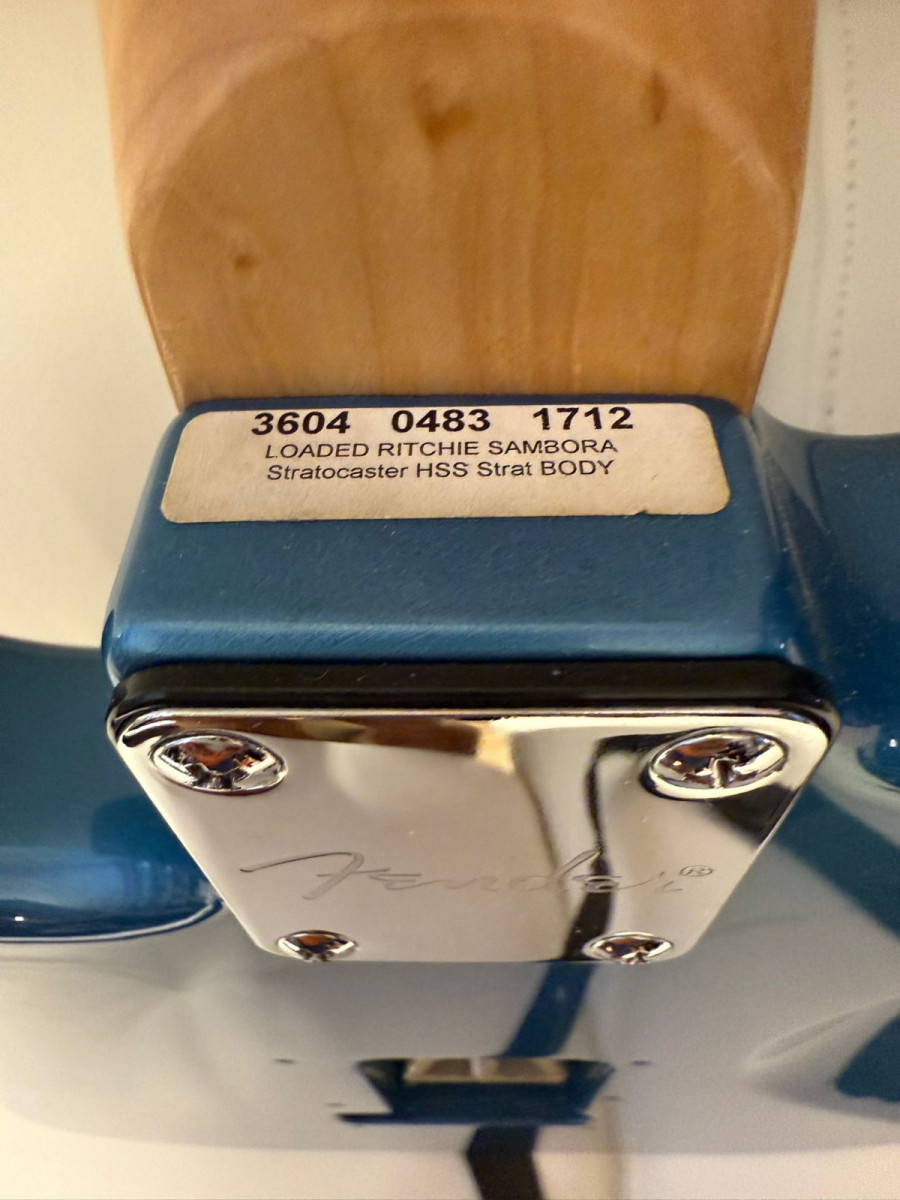 3604 0483 1712
LOADED RITCHIE SAMBORA
Stratocaster HSS Strat BODY
Fender®